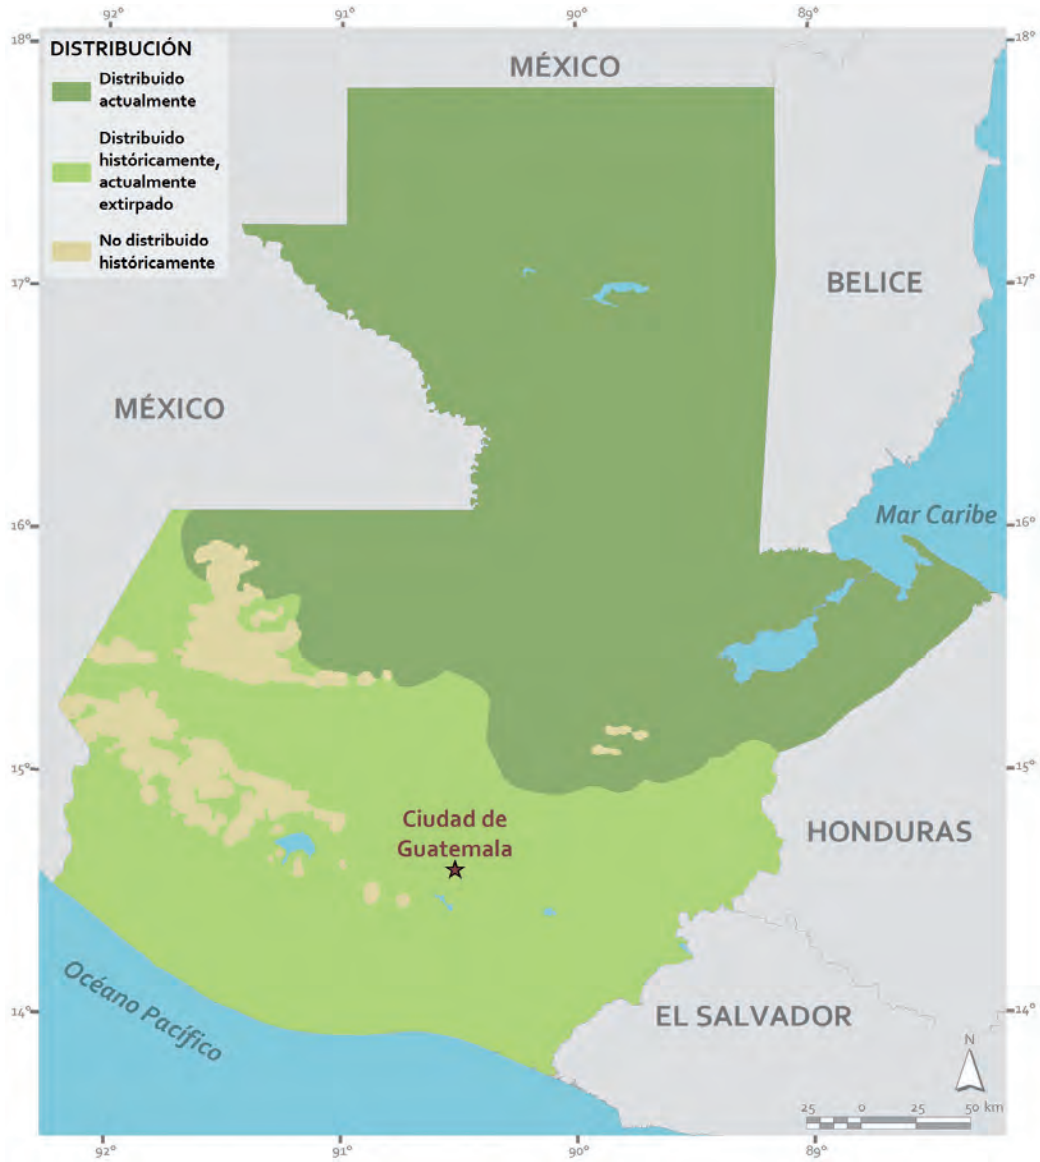 92°
91°
90°
89°
18°
18°
DISTRIBUCIÓN
Distribuido
actualmente
Distribuido
históricamente,
actualmente
extirpado
No distribuido
históricamente
MÉXICO
17°
17°
BELICE
MÉXICO
Mar Caribe
16°
16°
15°
15°
Ciudad de
Guatemala
HONDURAS
Océano Pacífico
14°
14°
EL SALVADOR
N
25 0 25 50 km
92°
91°
90°
89°